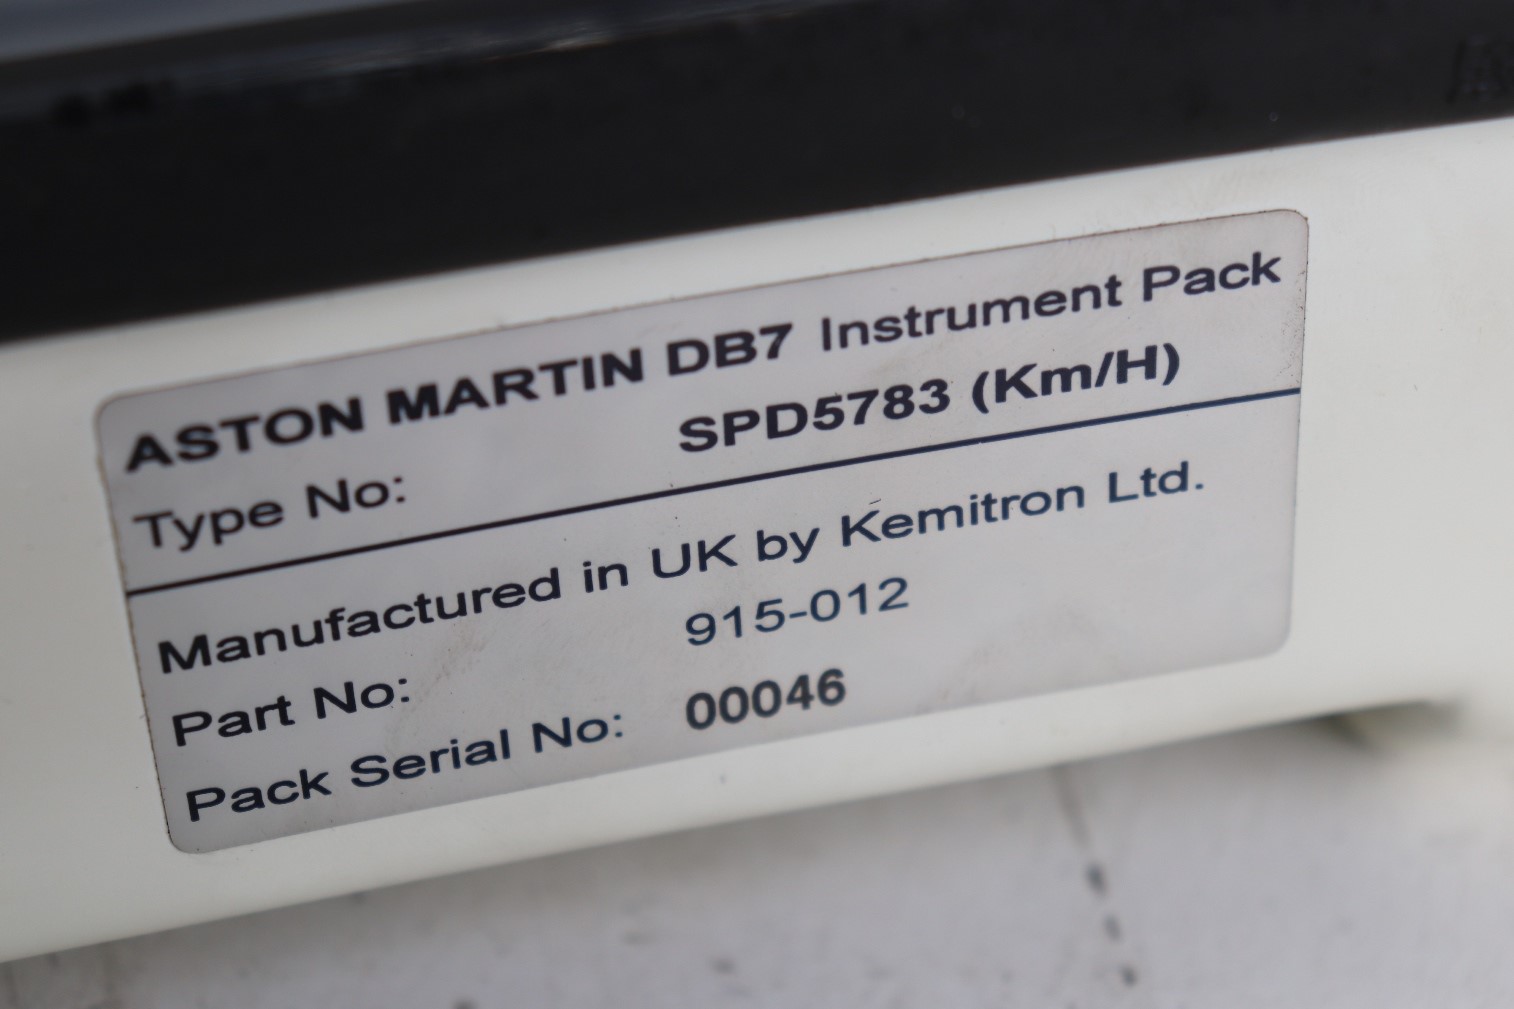 ASTON MARTIN DB7 Instrument Pack
Type No: SPD5783 (Km/H)
Manufactured in UK by Kemitron Ltd.
Part No: 915-012
Pack Serial No: 00046